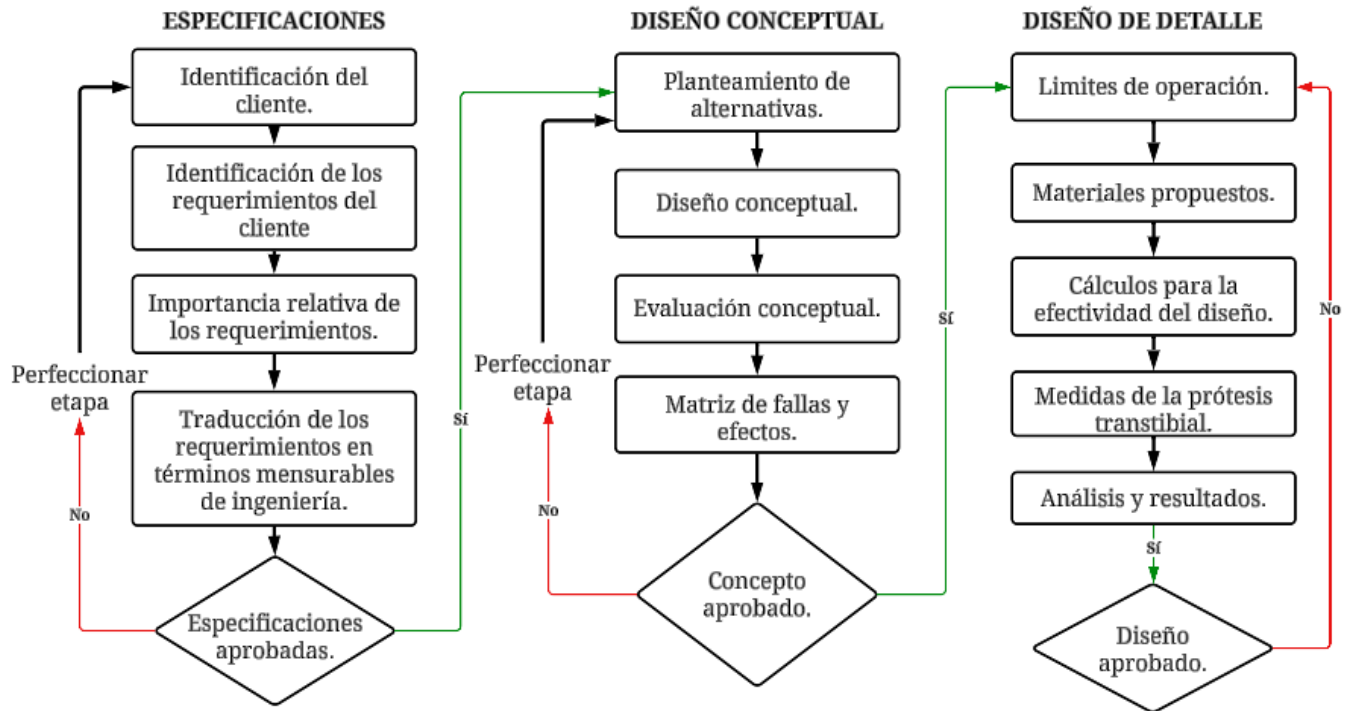 ESPECIFICACIONES
Identificación del
cliente.
Identificación de los
requerimientos del
cliente
Importancia relativa de
los requerimientos.
Perfeccionar
etapa
Traducción de los
requerimientos en
términos mensurables
de ingeniería.
No
Especificaciones
aprobadas.
Sí
DISEÑO CONCEPTUAL
Planteamiento de
alternativas.
Diseño conceptual.
Evaluación conceptual.
Perfeccionar
etapa
Matriz de fallas y
efectos.
No
Concepto
aprobado.
Sí
DISEÑO DE DETALLE
Limites de operación.
Materiales propuestos.
Cálculos para la
efectividad del diseño.
No
Medidas de la prótesis
transtibial.
Análisis y resultados.
Sí
Diseño
aprobado.